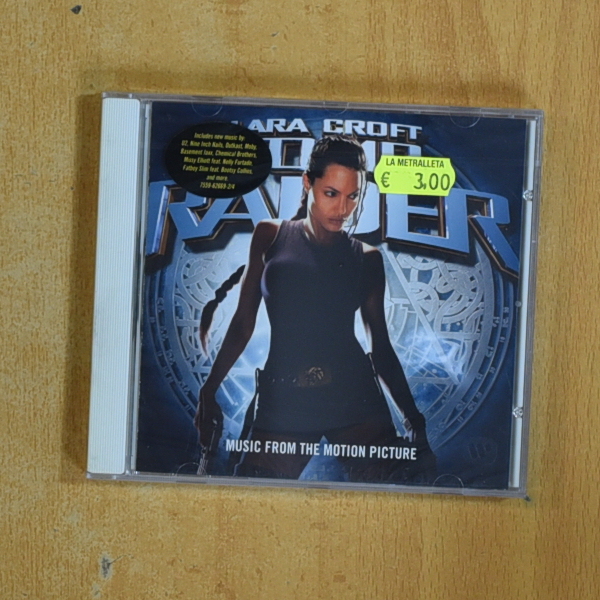 LARA CROFT
TOMB
RAIDER
Includes new music by
U2, Nine Inch Nails, OutKast, Moby,
Basement Jaxx, Chemical Brothers,
Missy Elliott feat. Nelly Furtado,
Fatboy Slim feat. Bootsy Collins,
and more.
LA METRALLETA
€ 3,00
MUSIC FROM THE MOTION PICTURE